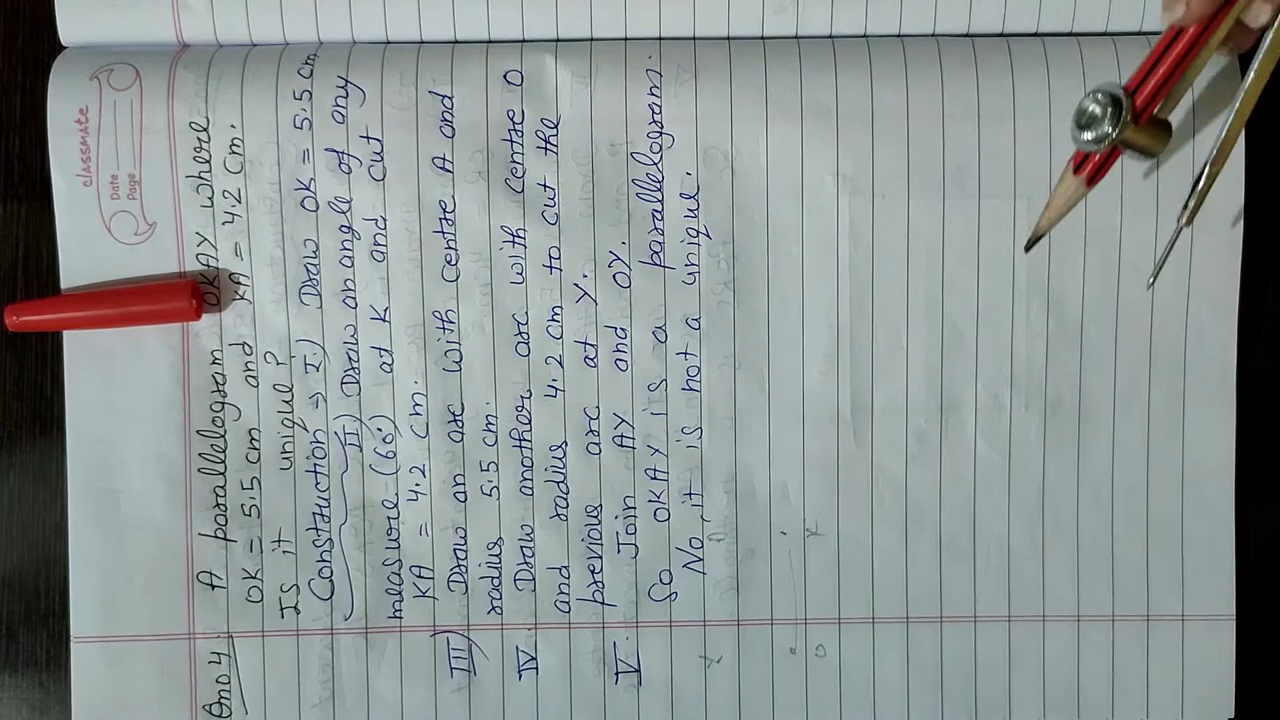 classmate
Date
Page
Qno4. A parallelogram OKAY where
OK = 5.5 cm and KA = 4.2 cm.
Is it unique?
Construction → I.) Draw OK = 5.5 cm
II) Draw an angle of any
measure (60°) at K and cut
KA = 4.2 cm.
III) Draw an arc with centre A and
radius 5.5 cm.
IV Draw another arc with centre O
and radius 4.2 cm to cut the
previous arc at Y.
V. Join AY and OY.
So OKAY is a parallelogram.
No, it is not a unique.
O K